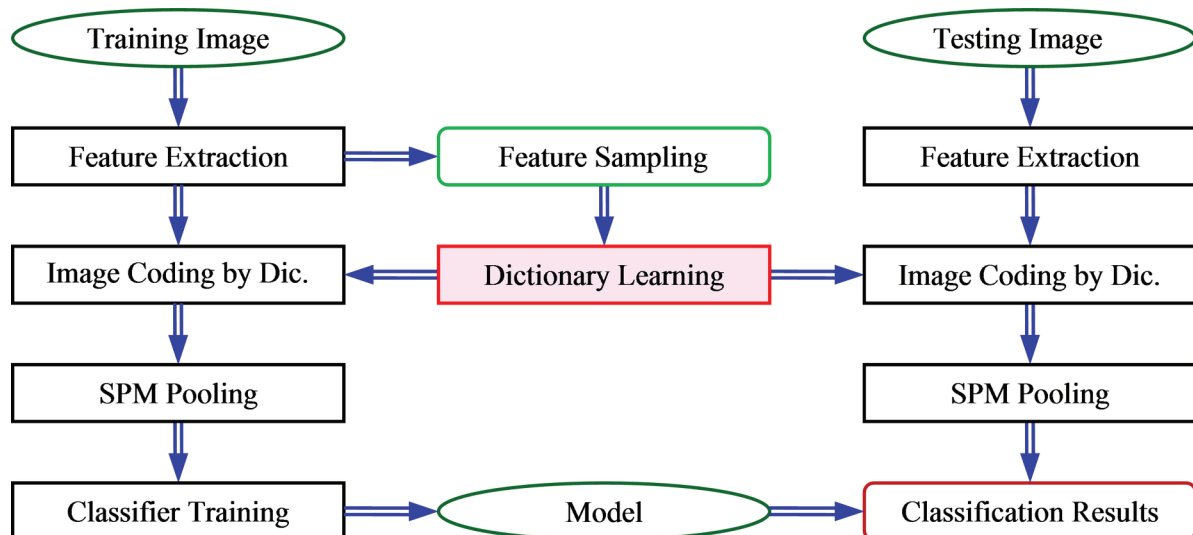 Training Image
Testing Image
Feature Extraction
Feature Sampling
Feature Extraction
Image Coding by Dic.
Dictionary Learning
Image Coding by Dic.
SPM Pooling
SPM Pooling
Classifier Training
Model
Classification Results